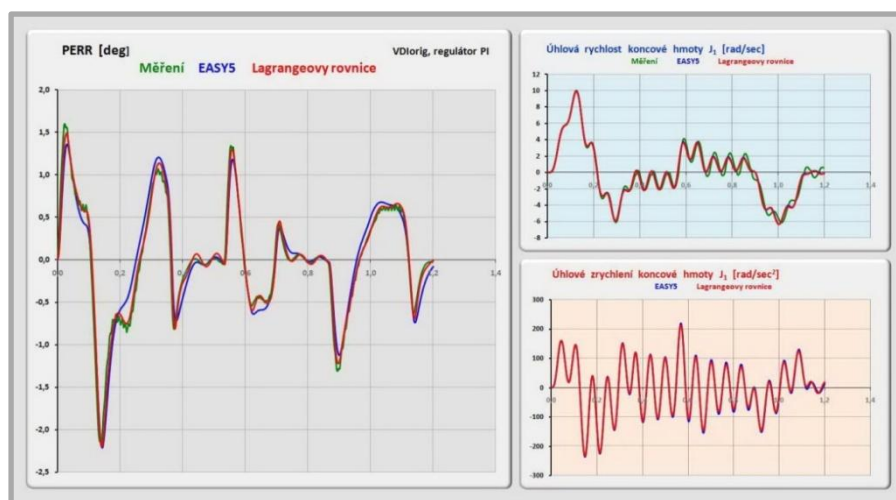 PERR [deg]
VDIorig, regulátor PI
Měření EASY5 Lagrangeovy rovnice
2,0
1,5
1,0
0,5
0,0
-0,5
-1,0
-1,5
-2,0
-2,5
0,0 0,2 0,4 0,6 0,8 1,0 1,2 1,4
Úhlová rychlost koncové hmoty J₁ [rad/sec]
Měření EASY5 Lagrangeovy rovnice
12
10
8
6
4
2
0
-2
-4
-6
-8
0,0 0,2 0,4 0,6 0,8 1,0 1,2 1,4
Úhlové zrychlení koncové hmoty J₁ [rad/sec²]
EASY5 Lagrangeovy rovnice
300
200
100
0
-100
-200
-300
0,0 0,2 0,4 0,6 0,8 1,0 1,2 1,4